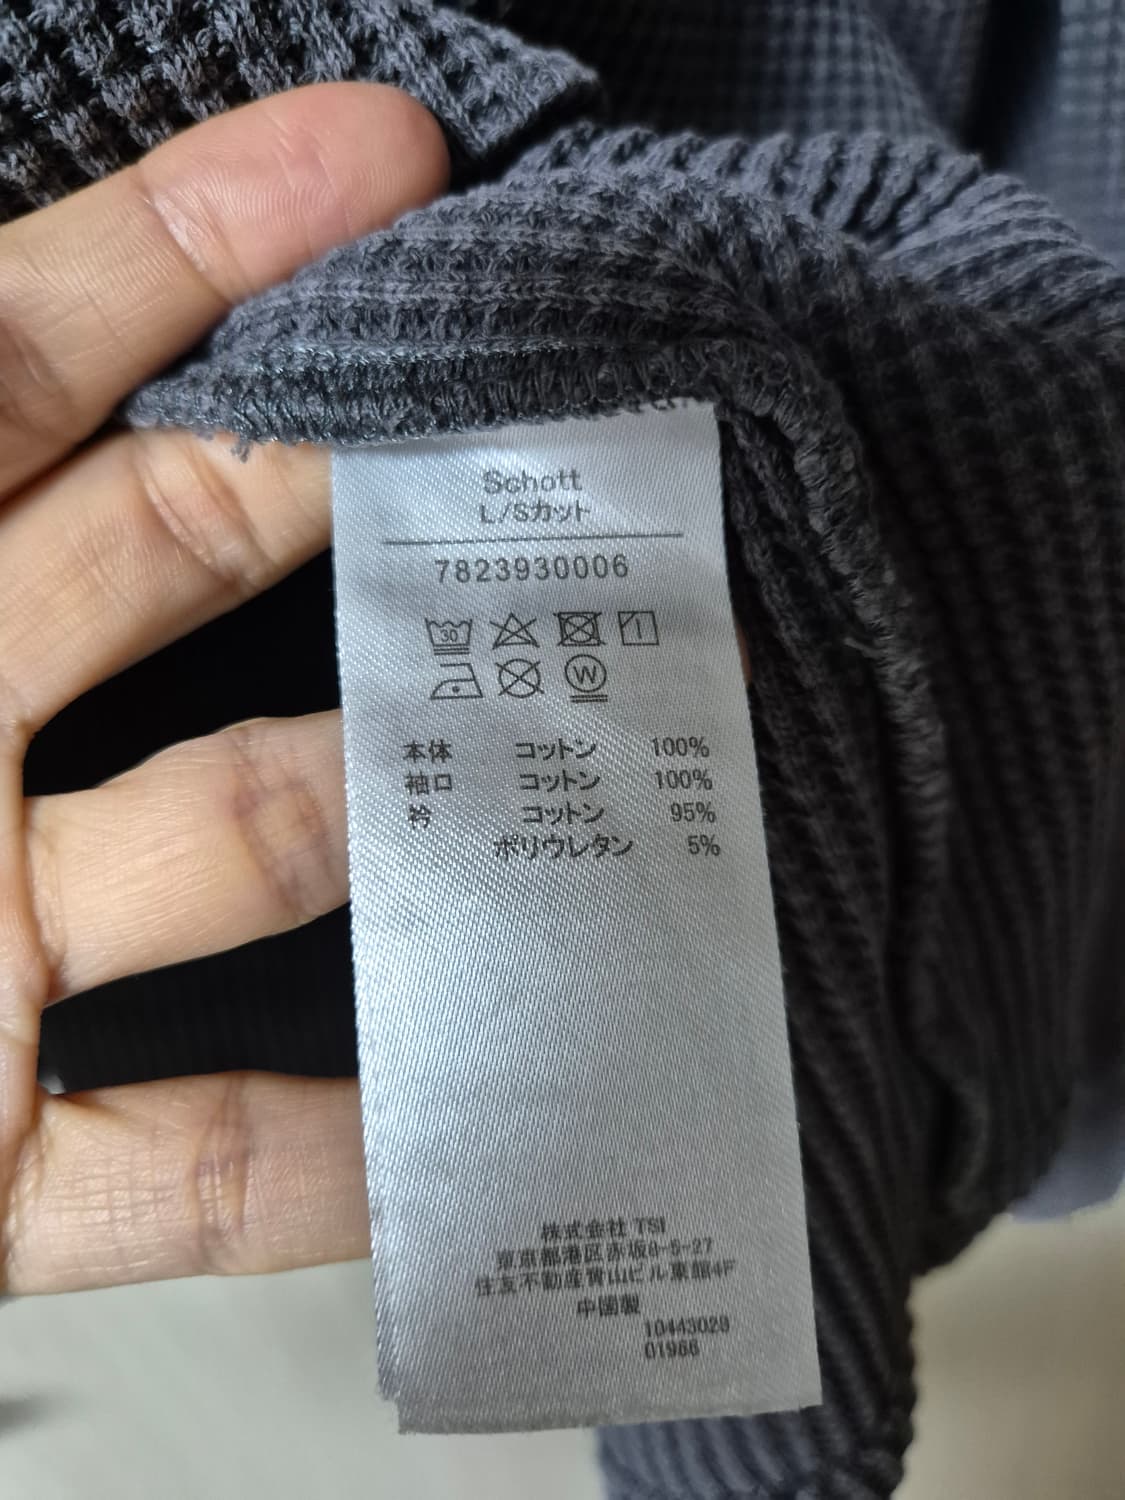 Schott
L/Sカット
7823930006
30
W
本体 コットン 100%
袖口 コットン 100%
衿 コットン 95%
ポリウレタン 5%
株式会社 TSI
東京都港区赤坂8-5-27
住友不動産青山ビル東館4F
中国製
10443028
01988